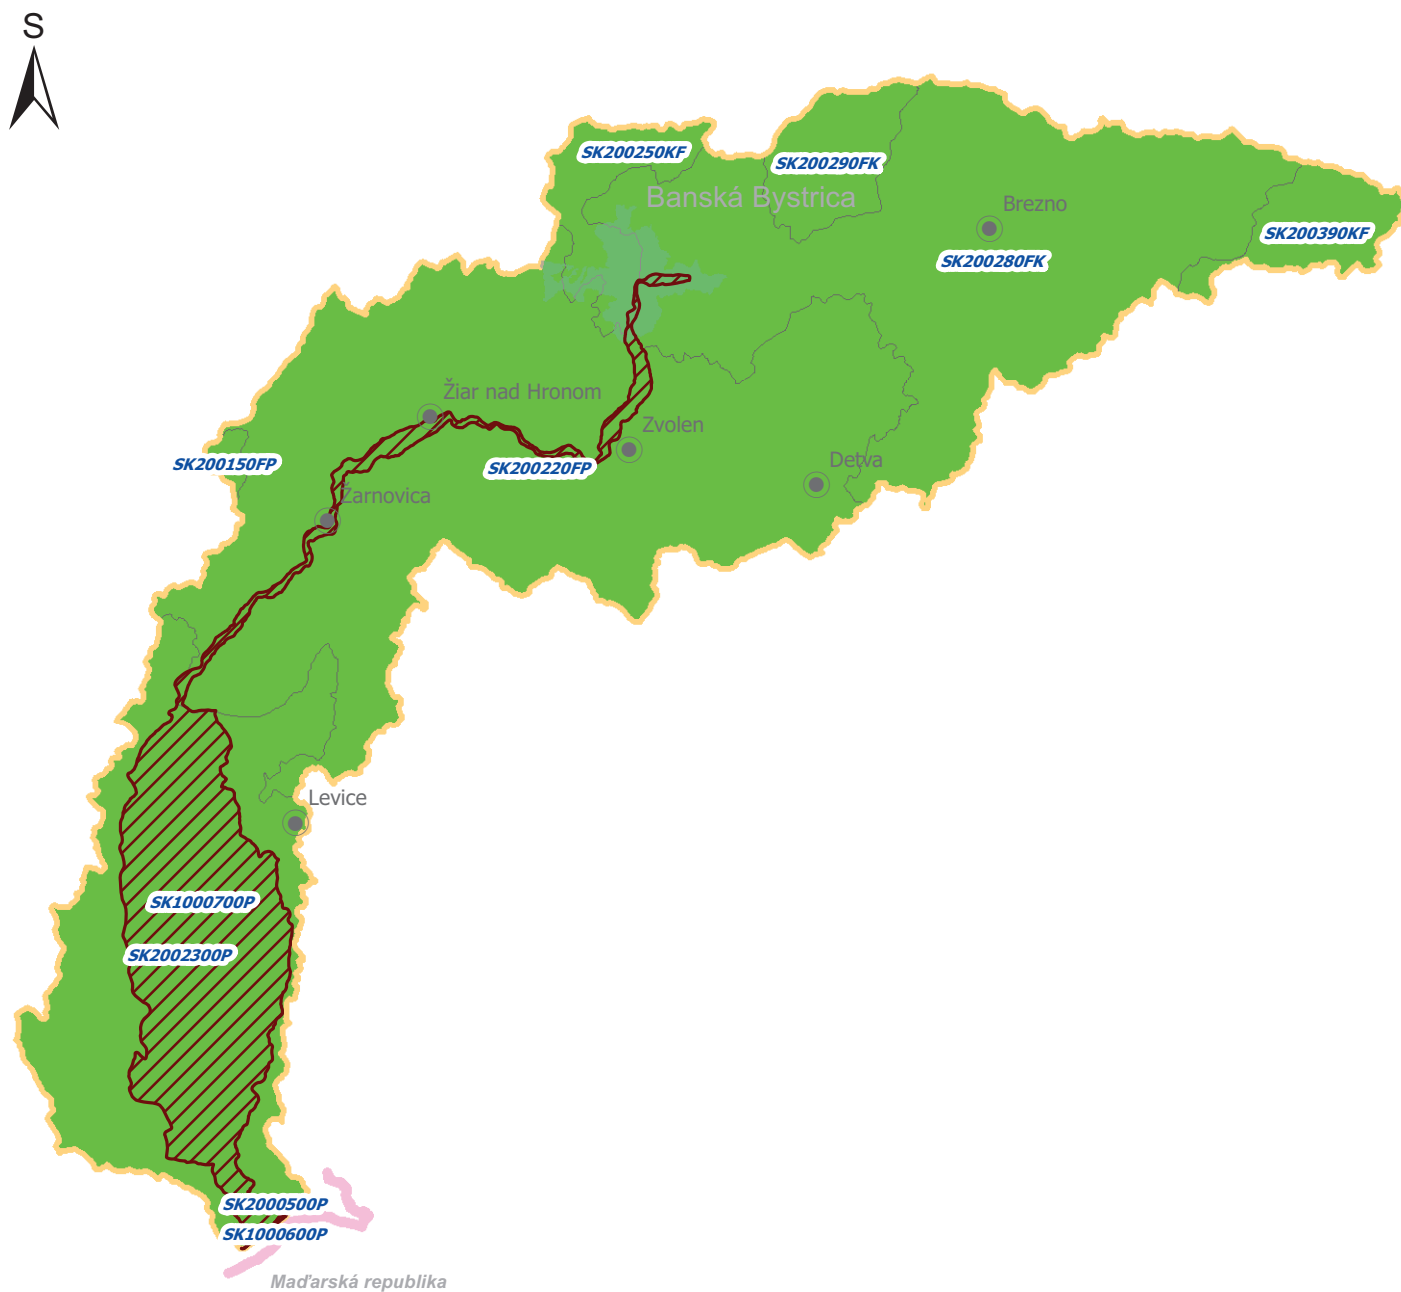 S
SK200250KF
SK200290FK
Banská Bystrica
Brezno
SK200390KF
SK200280FK
Žiar nad Hronom
Zvolen
SK200150FP
SK200220FP
Detva
Žarnovica
Levice
SK1000700P
SK2002300P
SK2000500P
SK1000600P
Maďarská republika